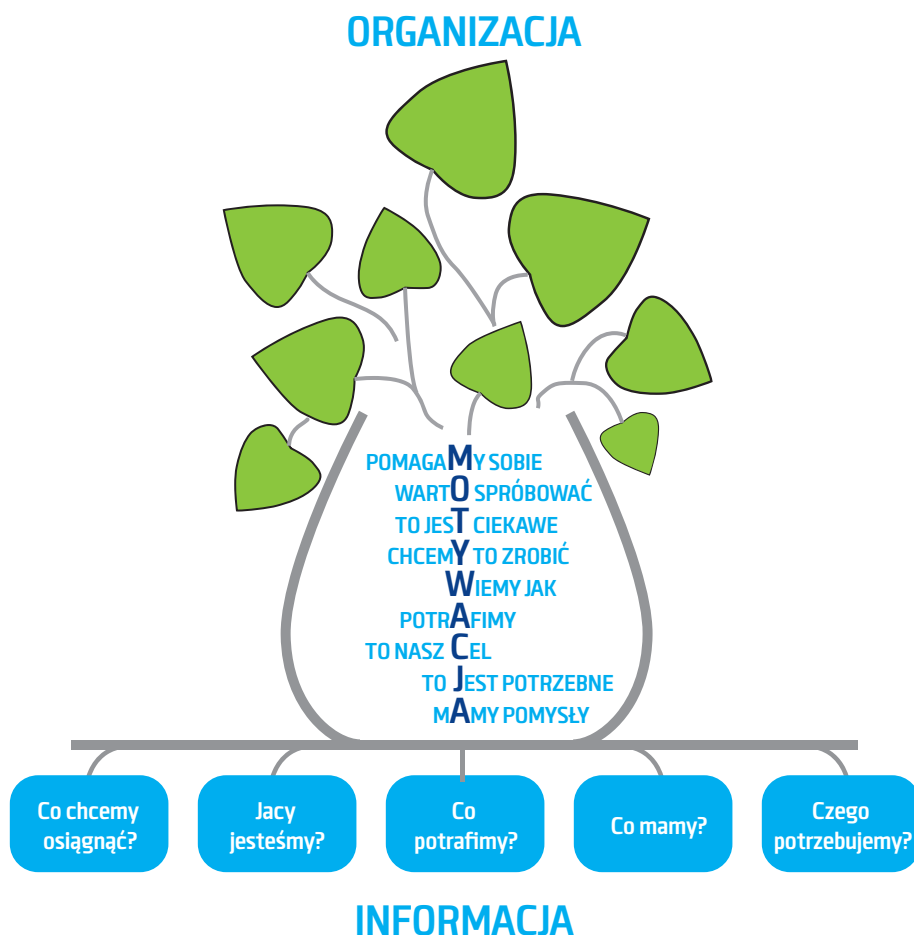 ORGANIZACJA
POMAGAMY SOBIE
WARTO SPRÓBOWAĆ
TO JEST CIEKAWE
CHCEMY TO ZROBIĆ
WIEMY JAK
POTRAFIMY
TO NASZ CEL
TO JEST POTRZEBNE
MAMY POMYSŁY
Co chcemy
osiągnąć?
Jacy
jesteśmy?
Co
potrafimy?
Co mamy?
Czego
potrzebujemy?
INFORMACJA